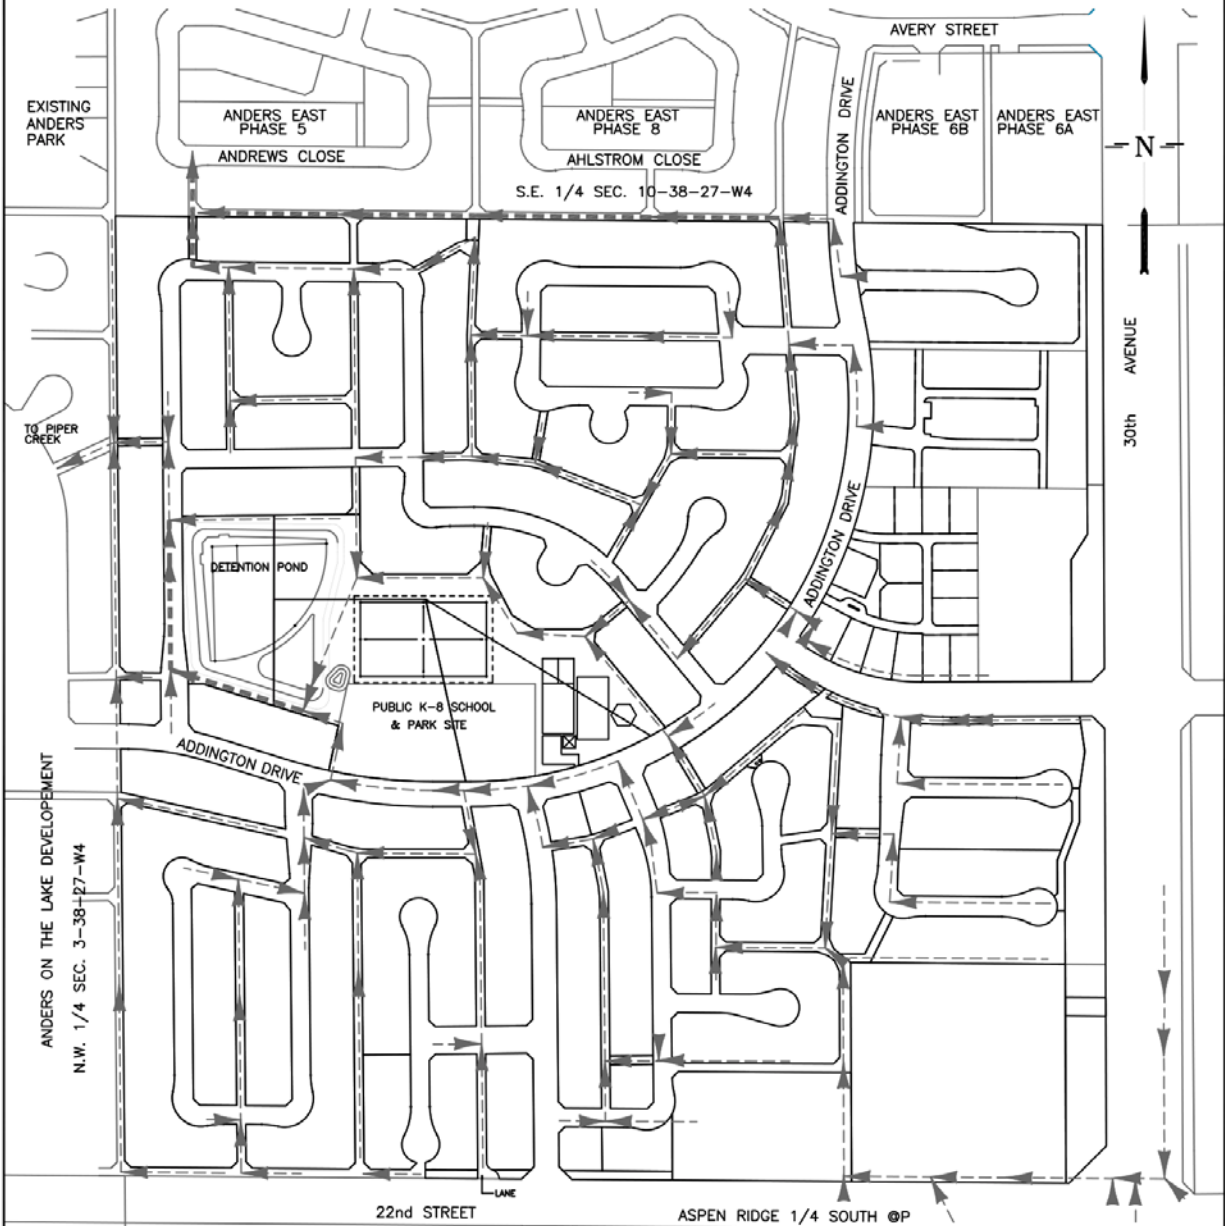 AVERY STREET
EXISTING
ANDERS
PARK
ANDERS EAST
PHASE 5
ANDERS EAST
PHASE 8
ADDINGTON DRIVE
ANDERS EAST
PHASE 6B
ANDERS EAST
PHASE 6A
N
ANDREWS CLOSE
AHLSTROM CLOSE
S.E. 1/4 SEC. 10-38-27-W4
30th AVENUE
TO PIPER
CREEK
ADDINGTON DRIVE
DETENTION POND
PUBLIC K-8 SCHOOL
& PARK SITE
ADDINGTON DRIVE
ANDERS ON THE LAKE DEVELOPEMENT
N.W. 1/4 SEC. 3-38-27-W4
LANE
22nd STREET
ASPEN RIDGE 1/4 SOUTH @P